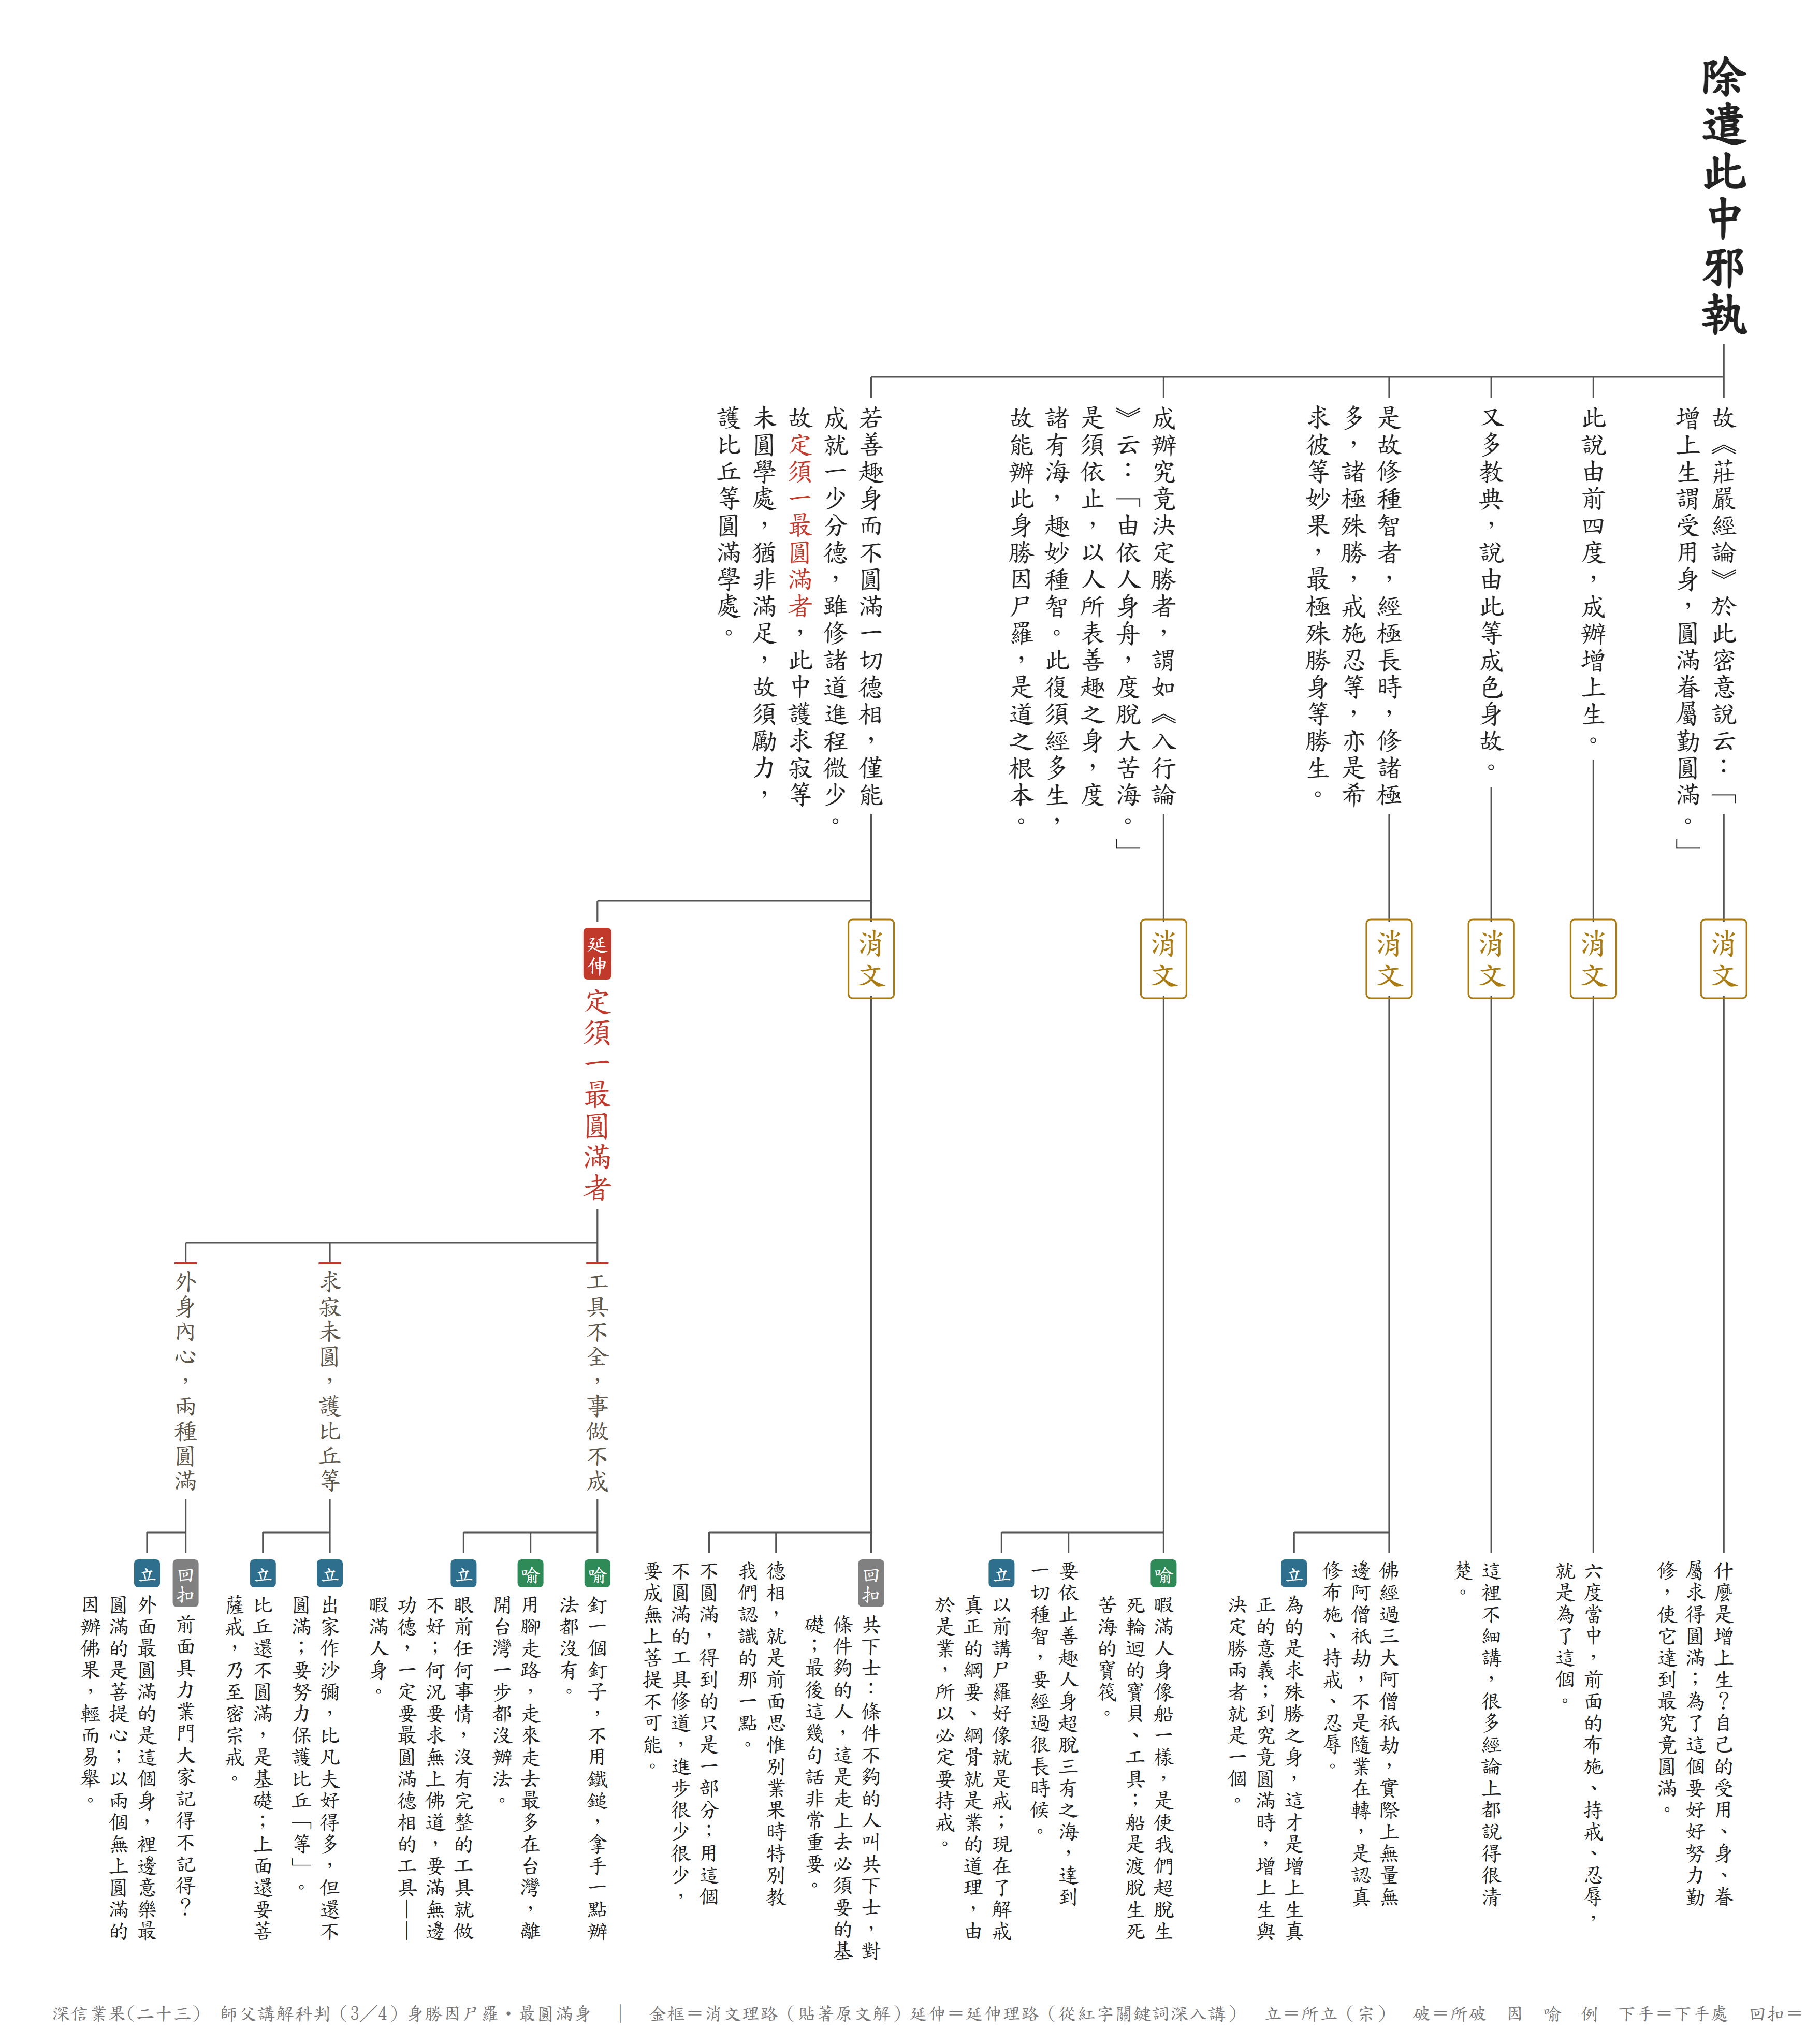 除遣此中邪執
故《莊嚴經論》於此密意說云：「
增上生謂受用身，圓滿眷屬勤圓滿。」
此說由前四度，成辦增上生。
又多教典，說由此等成色身故。
是故修種智者，經極長時，修諸極
多，諸極殊勝，戒施忍等，亦是希
求彼等妙果，最極殊勝身等勝生。
成辦究竟決定勝者，謂如《入行論
》云：「由依人身舟，度脫大苦海。」
是須依止，以人所表善趣之身，度
諸有海，趣妙種智。此復須經多生，
故能辦此身勝因尸羅，是道之根本。
若善趣身而不圓滿一切德相，僅能
成就一少分德，雖修諸道進程微少。
故定須一最圓滿者，此中護求寂等
未圓學處，猶非滿足，故須勵力，
護比丘等圓滿學處。
消文
消文
消文
消文
消文
消文
延伸
定須一最圓滿者
工具不全，事做不成
求寂未圓，護比丘等
外身內心，兩種圓滿
什麼是增上生？自己的受用、身、眷
屬求得圓滿；為了這個要好好努力勤
修，使它達到最究竟圓滿。
六度當中，前面的布施、持戒、忍辱，
就是為了這個。
這裡不細講，很多經論上都說得很清
楚。
佛經過三大阿僧祇劫，實際上無量無
邊阿僧祇劫，不是隨業在轉，是認真
修布施、持戒、忍辱。
立
為的是求殊勝之身，這才是增上生真
正的意義；到究竟圓滿時，增上生與
決定勝兩者就是一個。
喻
暇滿人身像船一樣，是使我們超脫生
死輪迴的寶貝、工具；船是渡脫生死
苦海的寶筏。
要依止善趣人身超脫三有之海，達到
一切種智，要經過很長時候。
立
以前講尸羅好像就是戒；現在了解戒
真正的綱要、綱骨就是業的道理，由
於是業，所以必定要持戒。
回扣
共下士：條件不夠的人叫共下士，對
條件夠的人，這是走上去必須要的基
礎；最後這幾句話非常重要。
德相，就是前面思惟別業果時特別教
我們認識的那一點。
不圓滿，得到的只是一部分；用這個
不圓滿的工具修道，進步很少很少，
要成無上菩提不可能。
喻
釘一個釘子，不用鐵鎚，拿手一點辦
法都沒有。
喻
用腳走路，走來走去最多在台灣，離
開台灣一步都沒辦法。
立
眼前任何事情，沒有完整的工具就做
不好；何況要求無上佛道，要滿無邊
功德，一定要最圓滿德相的工具——
暇滿人身。
立
出家作沙彌，比凡夫好得多，但還不
圓滿；要努力保護比丘「等」。
立
比丘還不圓滿，是基礎；上面還要菩
薩戒，乃至密宗戒。
回扣
前面具力業門大家記得不記得？
立
外面最圓滿的是這個身，裡邊意樂最
圓滿的是菩提心；以兩個無上圓滿的
因辦佛果，輕而易舉。
深信業果(二十三)　師父講解科判（3／4）身勝因尸羅・最圓滿身　｜　金框＝消文理路（貼著原文解）延伸＝延伸理路（從紅字關鍵詞深入講）　立＝所立（宗）　破＝所破　因　喻　例　下手＝下手處　回扣＝